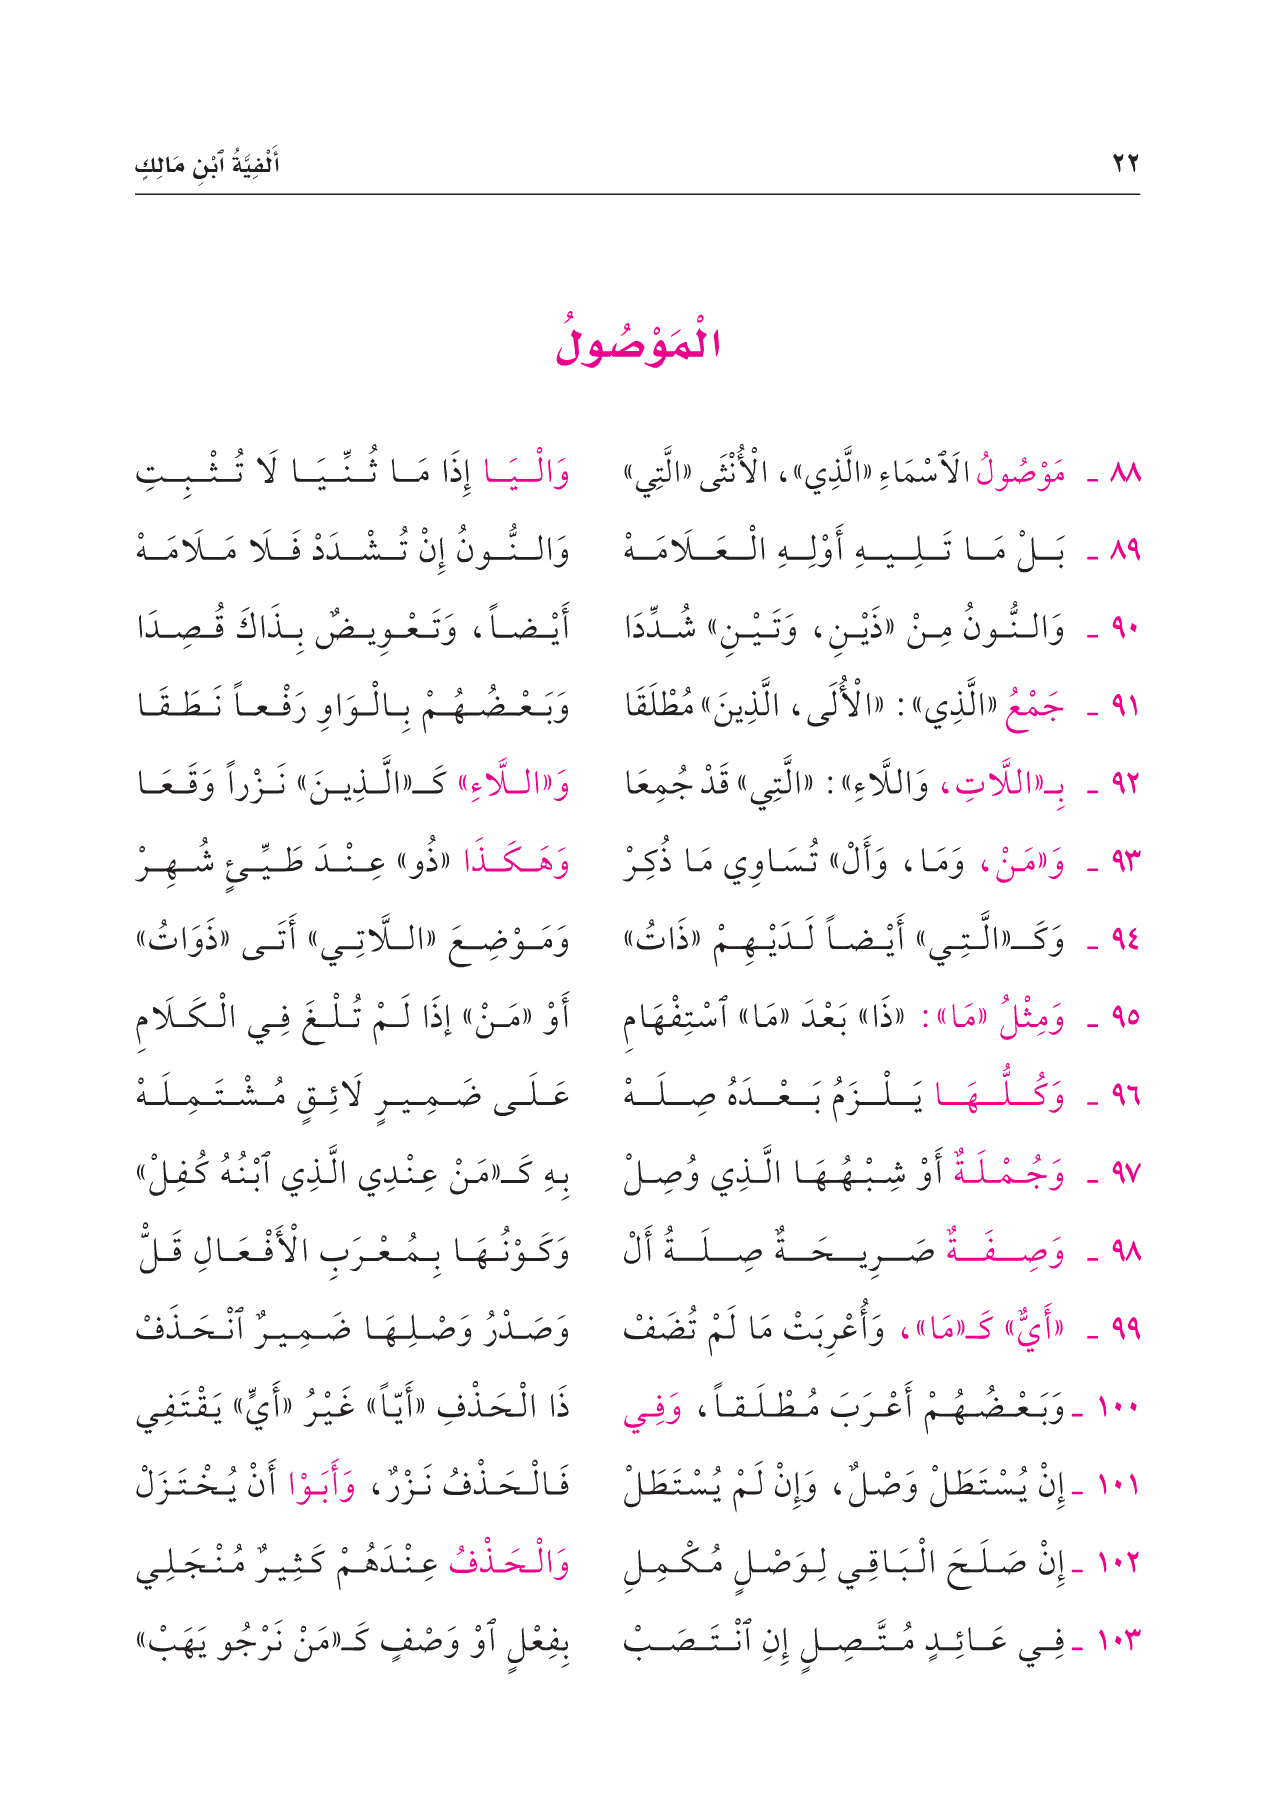 ٢٢ أَلْفِيَّةُ ٱبْنِ مَالِكٍ
الْمَوْصُولُ
٨٨ - مَوْصُولُ الَاسْمَاءِ «الَّذِي»، الْأُنْثَى «الَّتِي» وَالْيَا إِذَا مَا ثُنِّيَا لَا تُثْبِتِ
٨٩ - بَلْ مَا تَلِيهِ أَوْلِهِ الْعَلَامَهْ وَالنُّونُ إِنْ تُشْدَدْ فَلَا مَلَامَهْ
٩٠ - وَالنُّونُ مِنْ «ذَيْنِ، وَتَيْنِ» شُدِّدَا أَيْضاً، وَتَعْوِيضٌ بِذَاكَ قُصِدَا
٩١ - جَمْعُ «الَّذِي»: «الْأُلَى، الَّذِينَ» مُطْلَقَا وَبَعْضُهُمْ بِالْوَاوِ رَفْعاً نَطَقَا
٩٢ - بِـ«اللَّاتِ، وَاللَّاءِ»: «الَّتِي» قَدْ جُمِعَا وَ«اللَّاءِ» كَـ«الَّذِينَ» نَزْراً وَقَعَا
٩٣ - وَ«مَنْ، وَمَا، وَأَلْ» تُسَاوِي مَا ذُكِرْ وَهَكَذَا «ذُو» عِنْدَ طَيِّئٍ شُهِرْ
٩٤ - وَكَـ«الَّتِي» أَيْضاً لَدَيْهِمْ «ذَاتُ» وَمَوْضِعَ «اللَّاتِي» أَتَى «ذَوَاتُ»
٩٥ - وَمِثْلُ «مَا»: «ذَا» بَعْدَ «مَا» ٱسْتِفْهَامِ أَوْ «مَنْ» إِذَا لَمْ تُلْغَ فِي الْكَلَامِ
٩٦ - وَكُلُّهَا يَلْزَمُ بَعْدَهُ صِلَهْ عَلَى ضَمِيرٍ لَائِقٍ مُشْتَمِلَهْ
٩٧ - وَجُمْلَةٌ أَوْ شِبْهُهَا الَّذِي وُصِلْ بِهِ كَـ«مَنْ عِنْدِي الَّذِي ٱبْنُهُ كُفِلْ»
٩٨ - وَصِفَةٌ صَرِيحَةٌ صِلَةُ أَلْ وَكَوْنُهَا بِمُعْرَبِ الْأَفْعَالِ قَلّْ
٩٩ - «أَيٌّ» كَـ«مَا»، وَأُعْرِبَتْ مَا لَمْ تُضَفْ وَصَدْرُ وَصْلِهَا ضَمِيرٌ ٱنْحَذَفْ
١٠٠ - وَبَعْضُهُمْ أَعْرَبَ مُطْلَقاً، وَفِي ذَا الْحَذْفِ «أَيّاً» غَيْرُ «أَيٍّ» يَقْتَفِي
١٠١ - إِنْ يُسْتَطَلْ وَصْلٌ، وَإِنْ لَمْ يُسْتَطَلْ فَالْحَذْفُ نَزْرٌ، وَأَبَوْا أَنْ يُخْتَزَلْ
١٠٢ - إِنْ صَلَحَ الْبَاقِي لِوَصْلٍ مُكْمِلِ وَالْحَذْفُ عِنْدَهُمْ كَثِيرٌ مُنْجَلِي
١٠٣ - فِي عَائِدٍ مُتَّصِلٍ إِنِ ٱنْتَصَبْ بِفِعْلٍ ٱوْ وَصْفٍ كَـ«مَنْ نَرْجُو يَهَبْ»